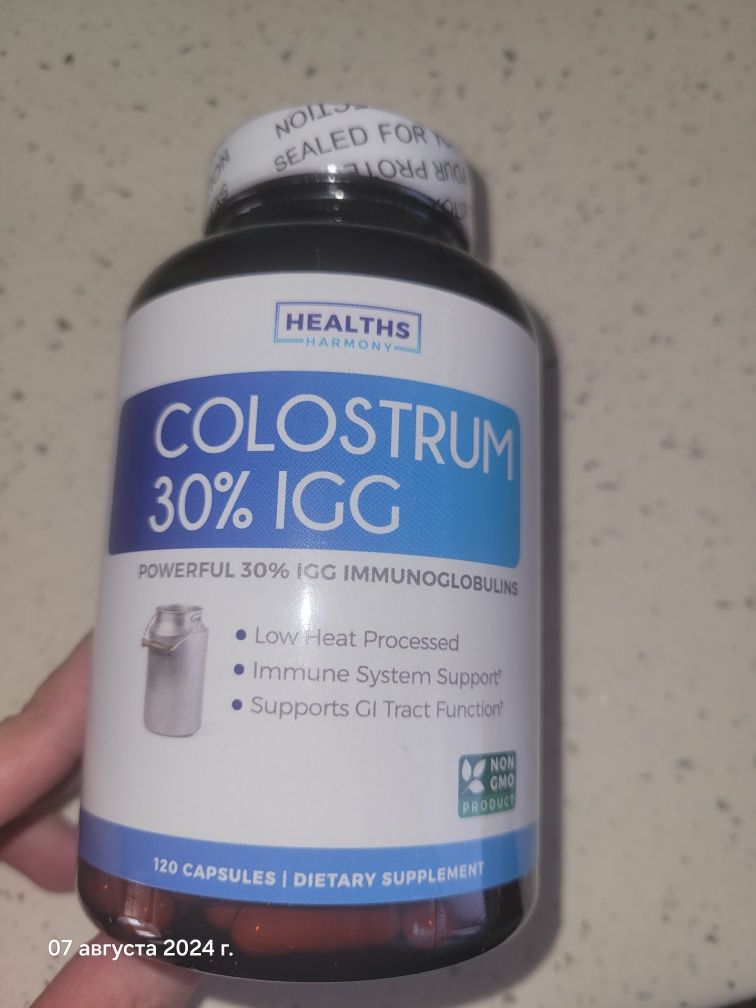 SEALED FOR
YOUR PROTE
HEALTHS
HARMONY
COLOSTRUM
30% IGG
POWERFUL 30% IGG IMMUNOGLOBULINS
• Low Heat Processed
• Immune System Support†
• Supports GI Tract Function†
NON
GMO
PRODUCT
120 CAPSULES | DIETARY SUPPLEMENT
07 августа 2024 г.